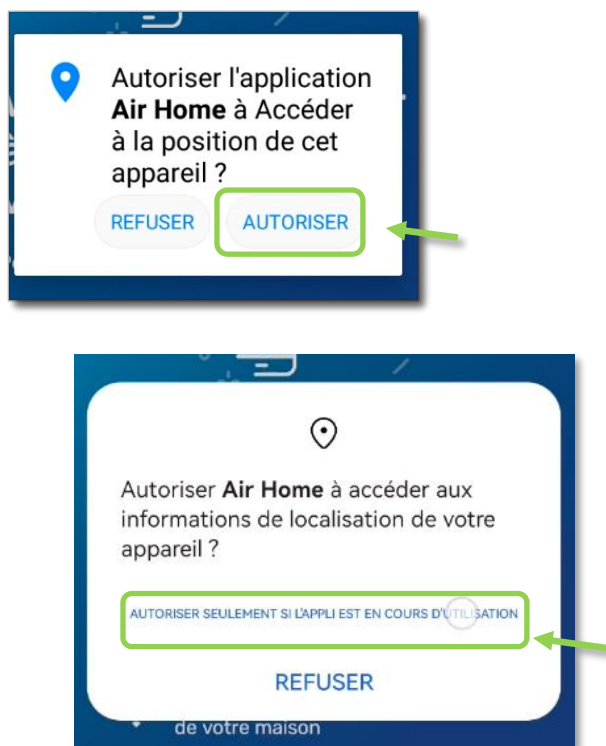 Autoriser l'application
Air Home à Accéder
à la position de cet
appareil ?
REFUSER AUTORISER
Autoriser Air Home à accéder aux
informations de localisation de votre
appareil ?
AUTORISER SEULEMENT SI L'APPLI EST EN COURS D'UTILISATION
REFUSER
de votre maison